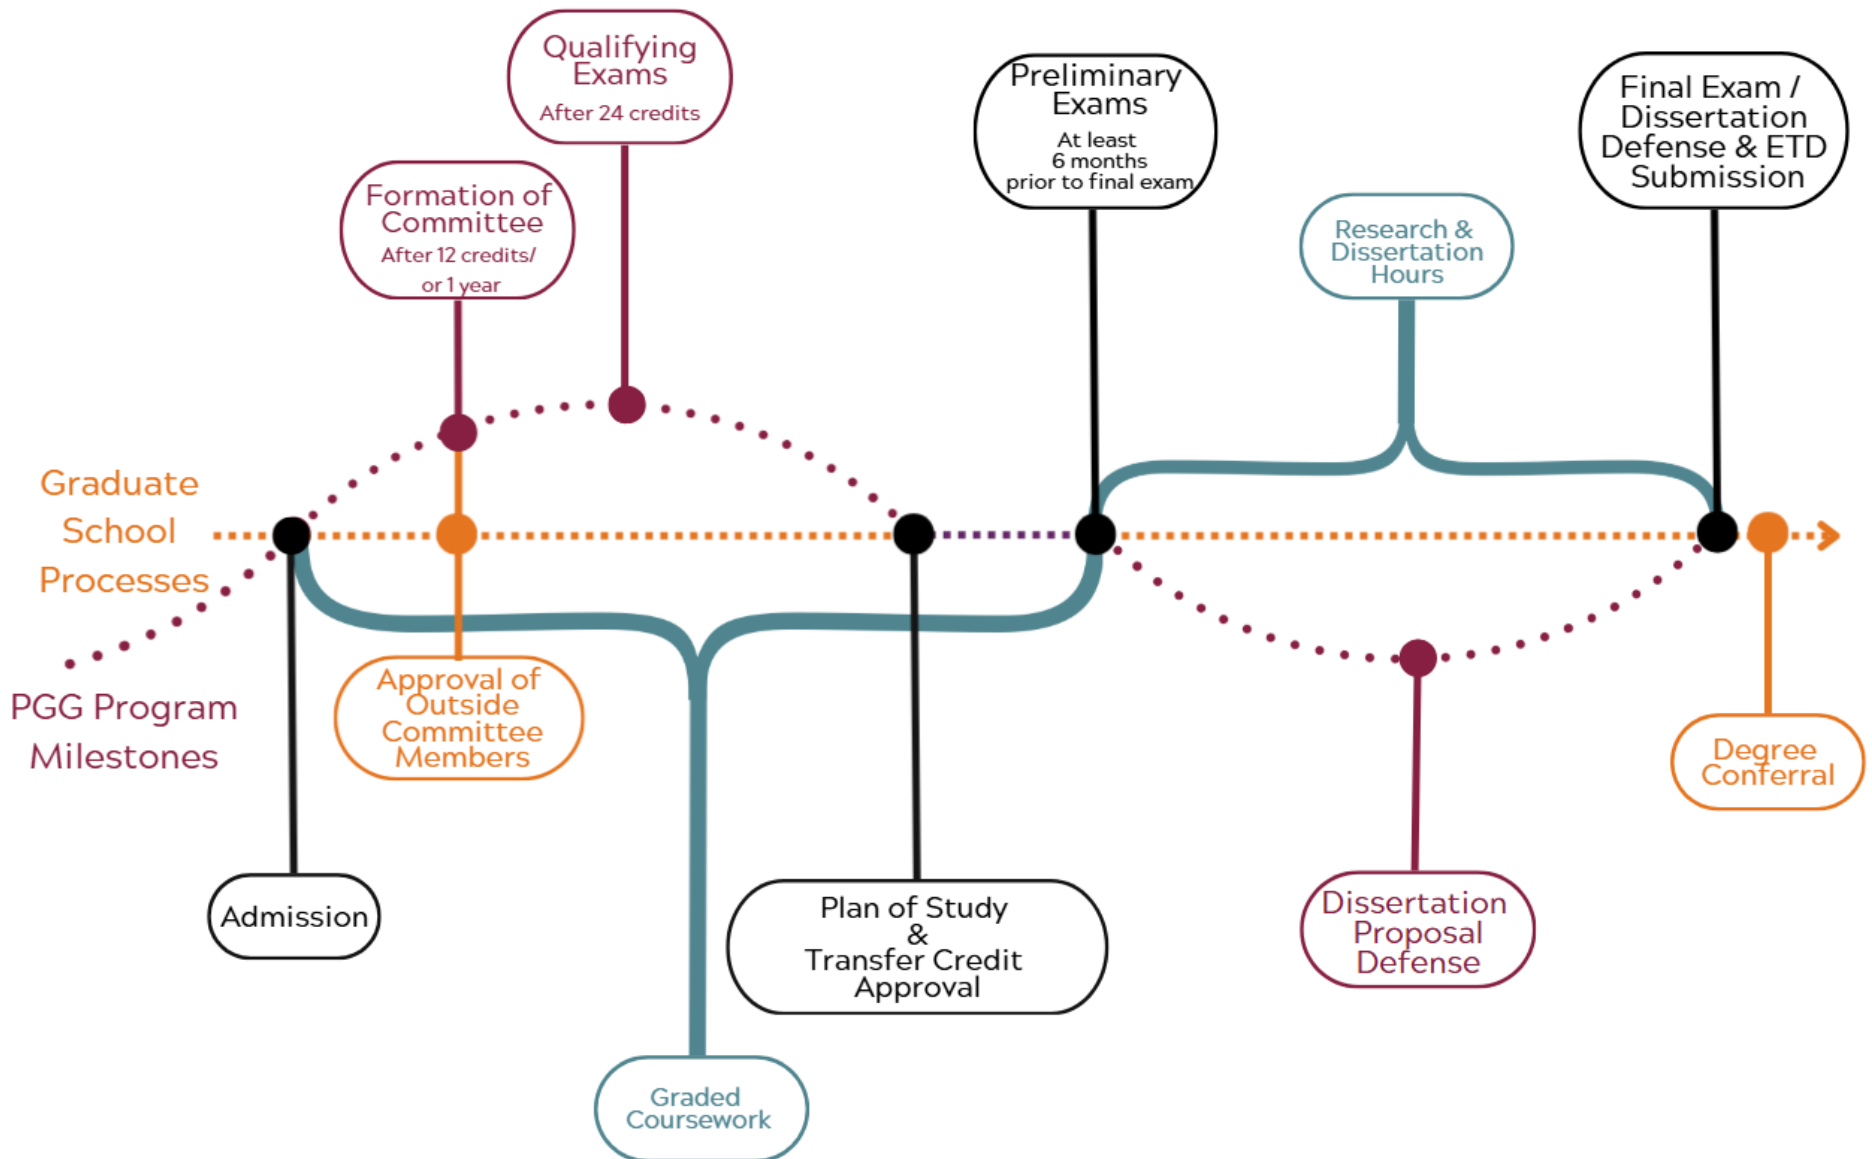 Qualifying
Exams
After 24 credits
Preliminary
Exams
At least
6 months
prior to final exam
Final Exam /
Dissertation
Defense & ETD
Submission
Formation of
Committee
After 12 credits/
or 1 year
Research &
Dissertation
Hours
Graduate
School
Processes
PGG Program
Milestones
Approval of
Outside
Committee
Members
Degree
Conferral
Admission
Plan of Study
&
Transfer Credit
Approval
Dissertation
Proposal
Defense
Graded
Coursework